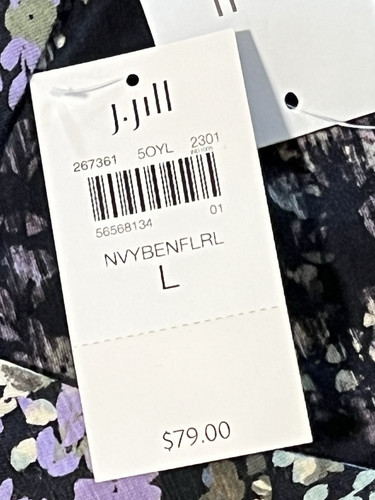 J.Jill
267361 5OYL 2301
56568134 01
NVYBENFLRL
L
$79.00